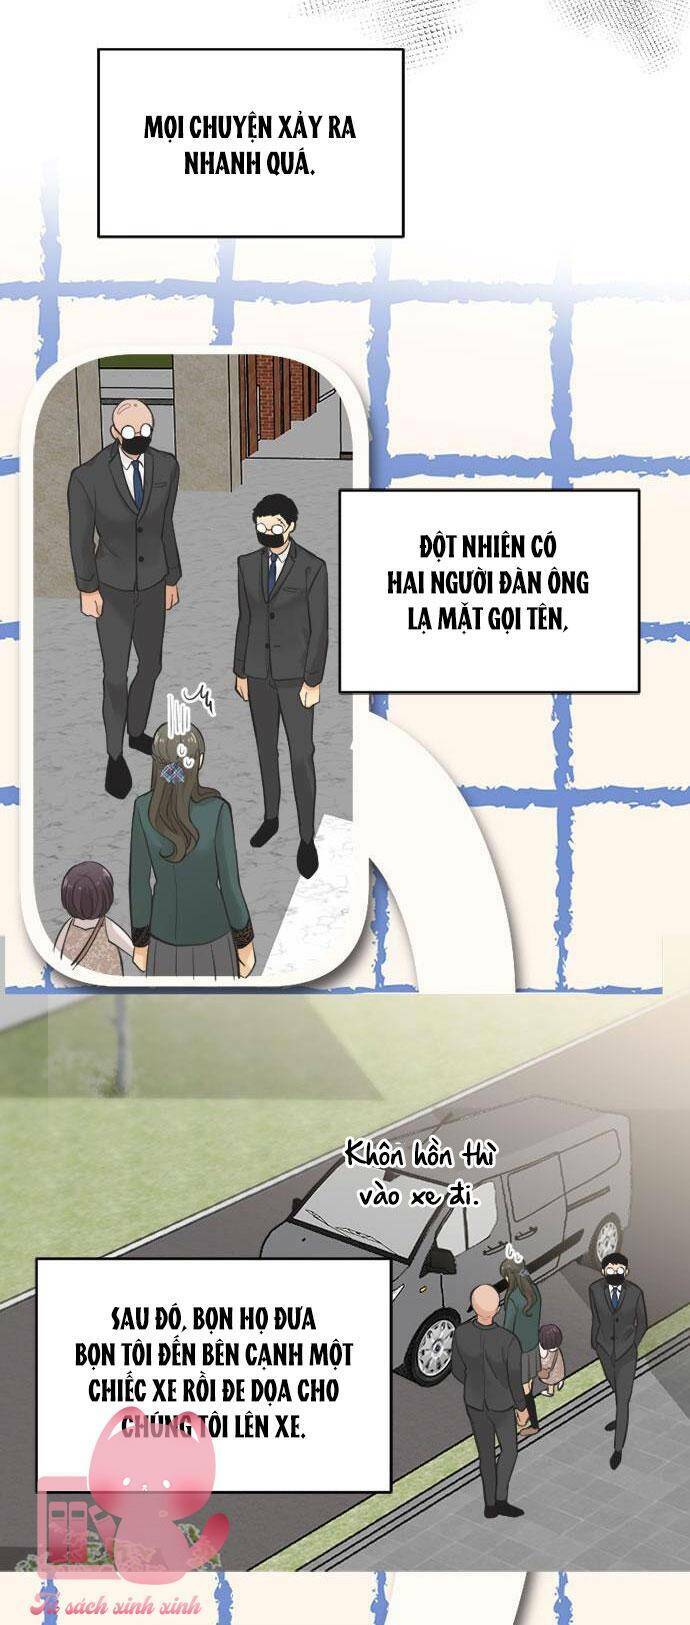 MỌI CHUYỆN XẢY RA
NHANH QUÁ.
ĐỘT NHIÊN CÓ
HAI NGƯỜI ĐÀN ÔNG
LẠ MẶT GỌI TÊN,
Khôn hồn thì
vào xe đi.
SAU ĐÓ, BỌN HỌ ĐƯA
BỌN TÔI ĐẾN BÊN CẠNH MỘT
CHIẾC XE RỒI ĐE DỌA CHO
CHÚNG TÔI LÊN XE.
Tủ sách xinh xinh